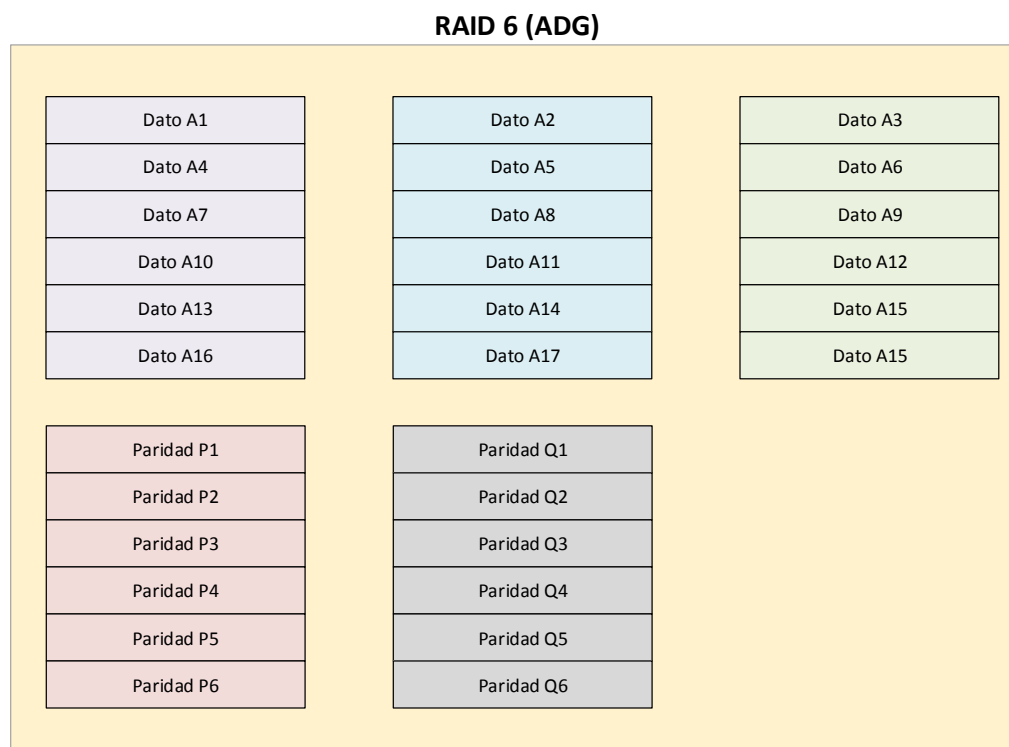 RAID 6 (ADG)
Dato A1
Dato A2
Dato A3
Dato A4
Dato A5
Dato A6
Dato A7
Dato A8
Dato A9
Dato A10
Dato A11
Dato A12
Dato A13
Dato A14
Dato A15
Dato A16
Dato A17
Dato A15
Paridad P1
Paridad Q1
Paridad P2
Paridad Q2
Paridad P3
Paridad Q3
Paridad P4
Paridad Q4
Paridad P5
Paridad Q5
Paridad P6
Paridad Q6